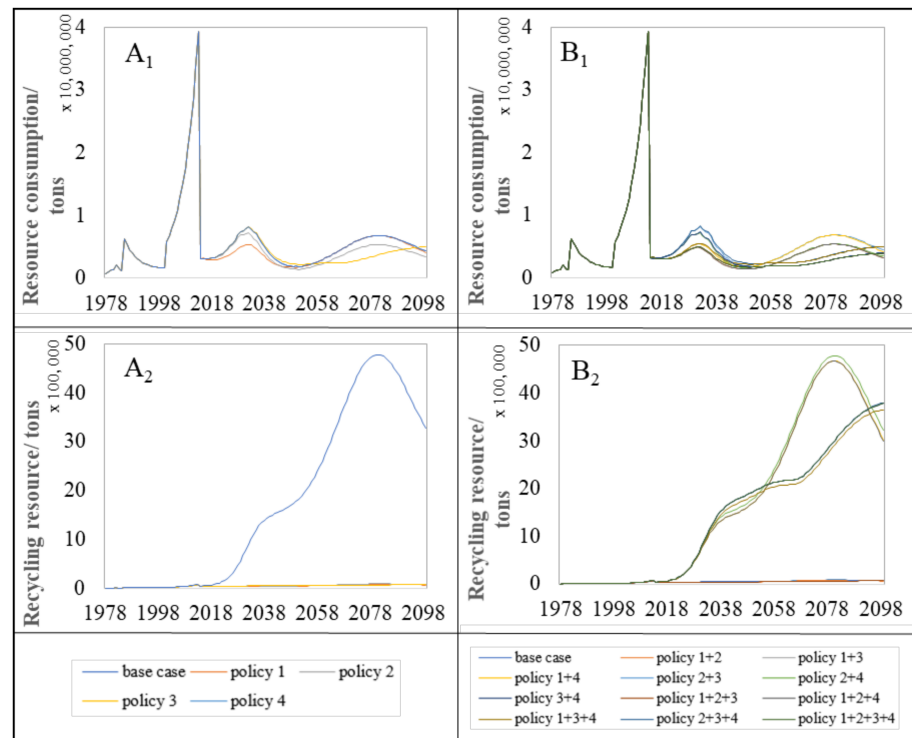 A1
Resource consumption/
tons
x 10,000,000
4
3
2
1
0
1978 1998 2018 2038 2058 2078 2098
B1
Resource consumption/
tons
x 10,000,000
4
3
2
1
0
1978 1998 2018 2038 2058 2078 2098
A2
Recycling resource/ tons
x 100,000
50
40
30
20
10
0
1978 1998 2018 2038 2058 2078 2098
B2
Recycling resource/
tons
x 100,000
50
40
30
20
10
0
1978 1998 2018 2038 2058 2078 2098
base case policy 1 policy 2
policy 3 policy 4
base case policy 1+2 policy 1+3
policy 1+4 policy 2+3 policy 2+4
policy 3+4 policy 1+2+3 policy 1+2+4
policy 1+3+4 policy 2+3+4 policy 1+2+3+4